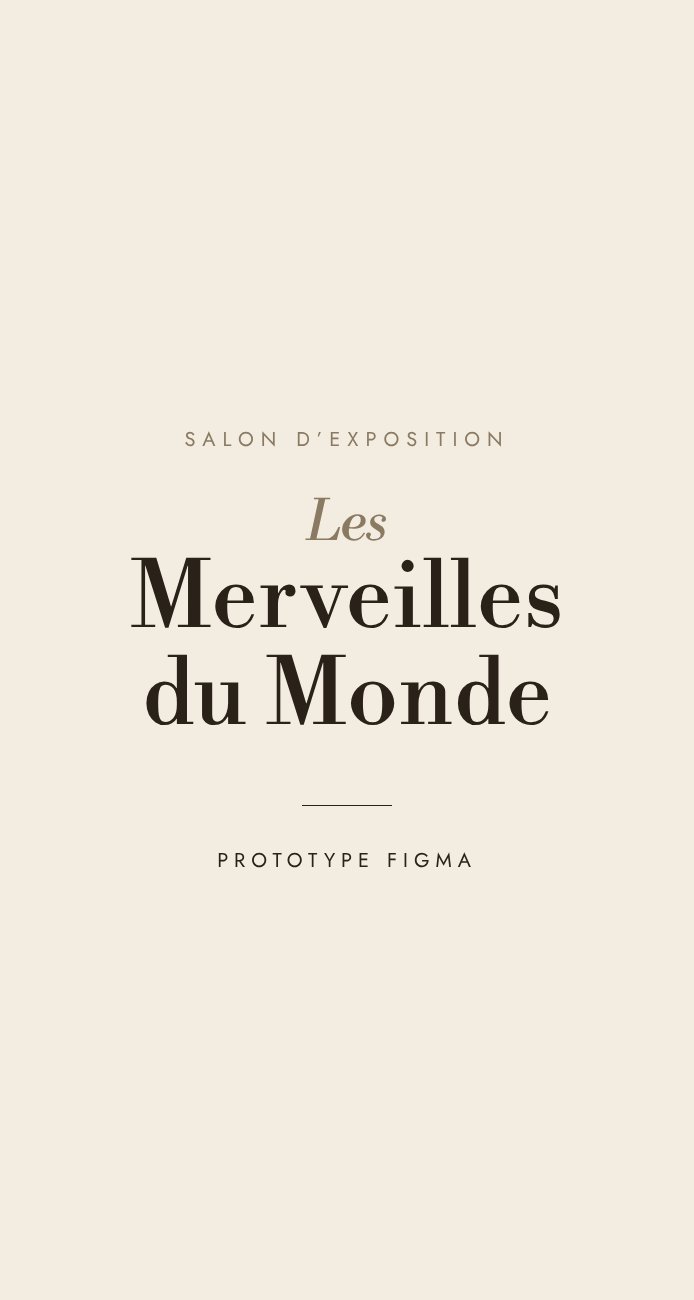 SALON D’EXPOSITION
Les
Merveilles
du Monde
PROTOTYPE FIGMA